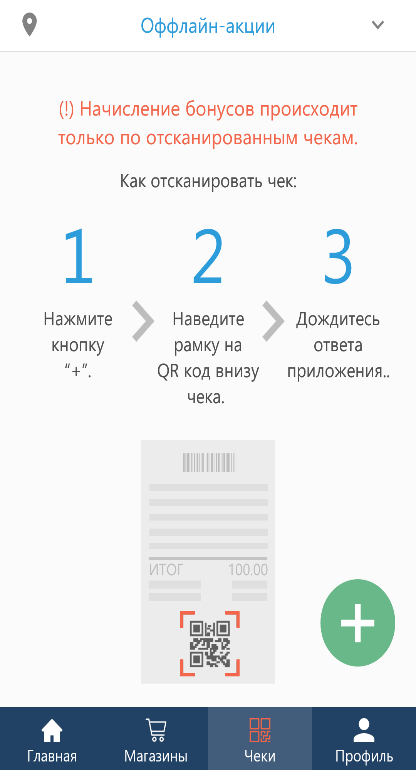 Оффлайн-акции
(!) Начисление бонусов происходит
только по отсканированным чекам.
Как отсканировать чек:
1
Нажмите
кнопку
“+”.
2
Наведите
рамку на
QR код внизу
чека.
3
Дождитесь
ответа
приложения..
ИТОГ 100.00
Главная
Магазины
Чеки
Профиль